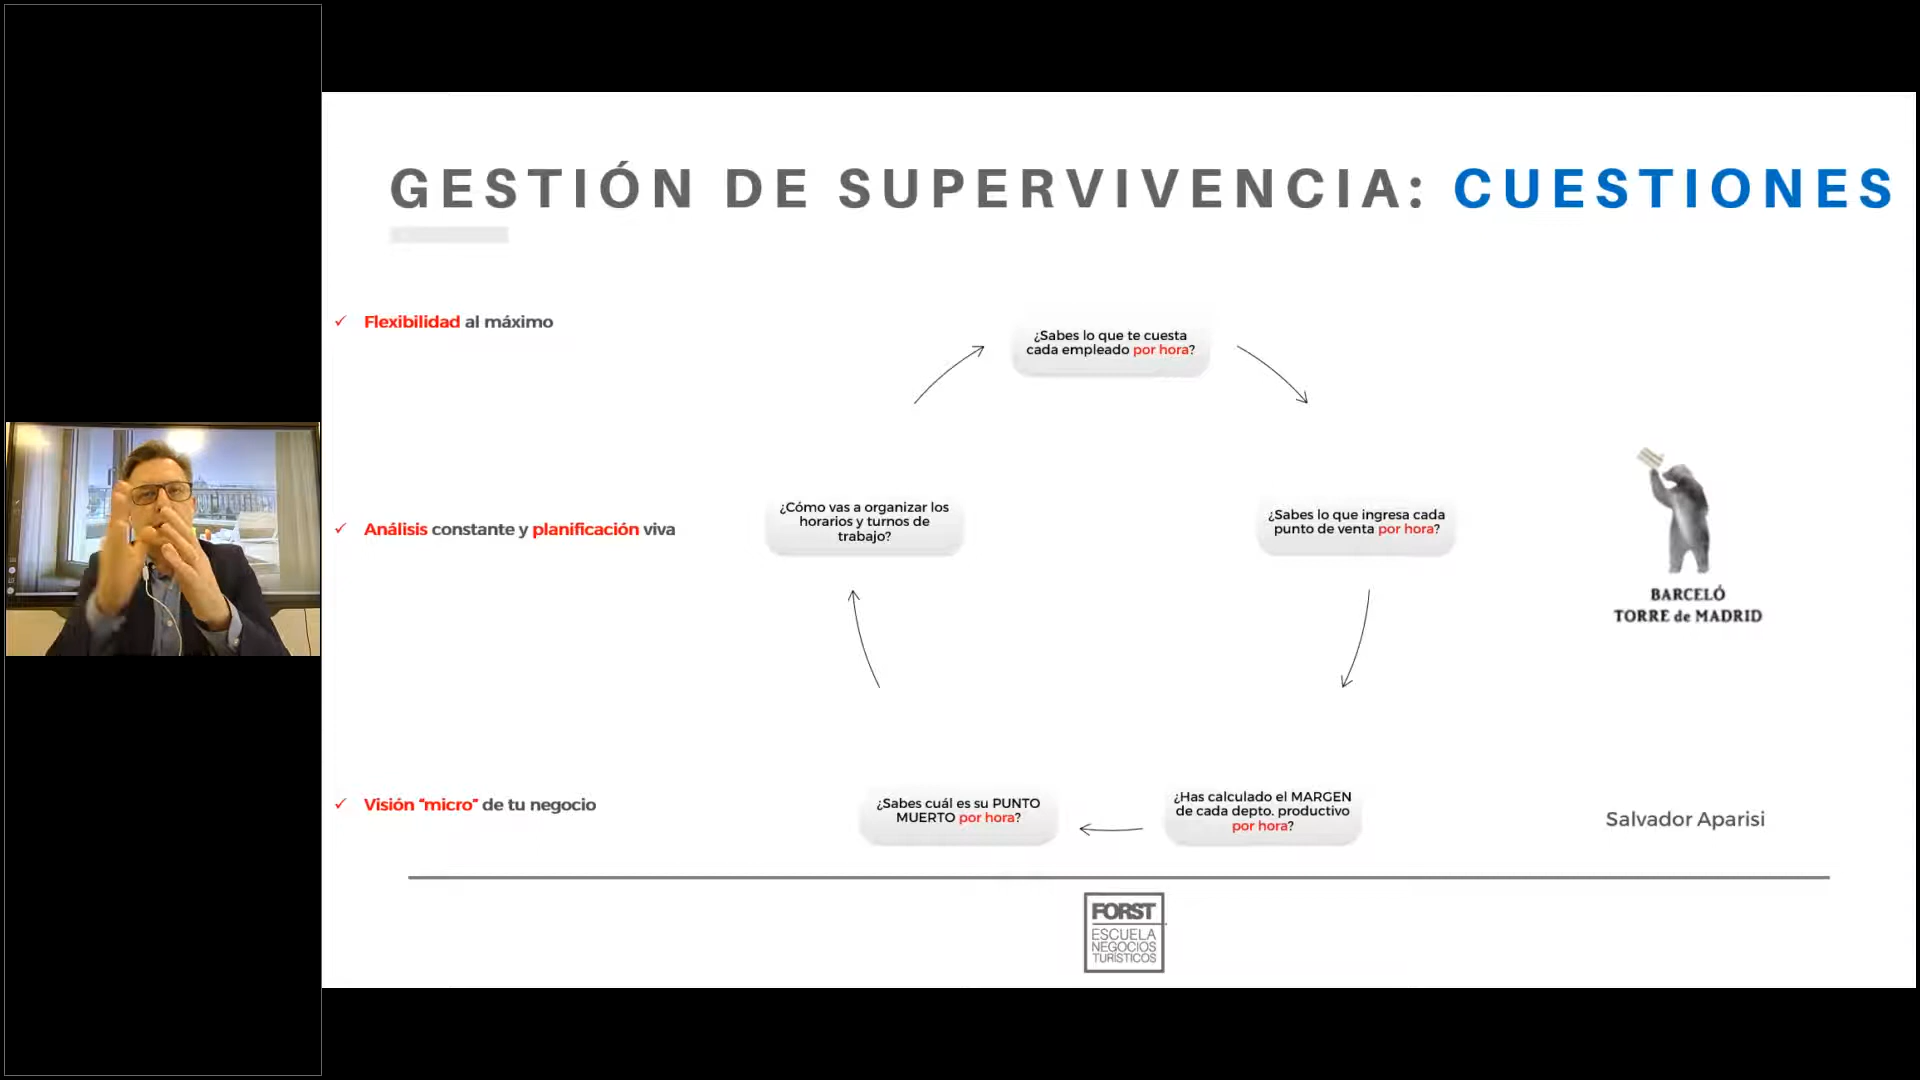 GESTIÓN DE SUPERVIVENCIA: CUESTIONES
✓ Flexibilidad al máximo
✓ Análisis constante y planificación viva
✓ Visión “micro” de tu negocio
¿Sabes lo que te cuesta
cada empleado por hora?
¿Sabes lo que ingresa cada
punto de venta por hora?
¿Has calculado el MARGEN
de cada depto. productivo
por hora?
¿Sabes cuál es su PUNTO
MUERTO por hora?
¿Cómo vas a organizar los
horarios y turnos de
trabajo?
BARCELÓ
TORRE de MADRID
Salvador Aparisi
FORST
ESCUELA
NEGOCIOS
TURÍSTICOS